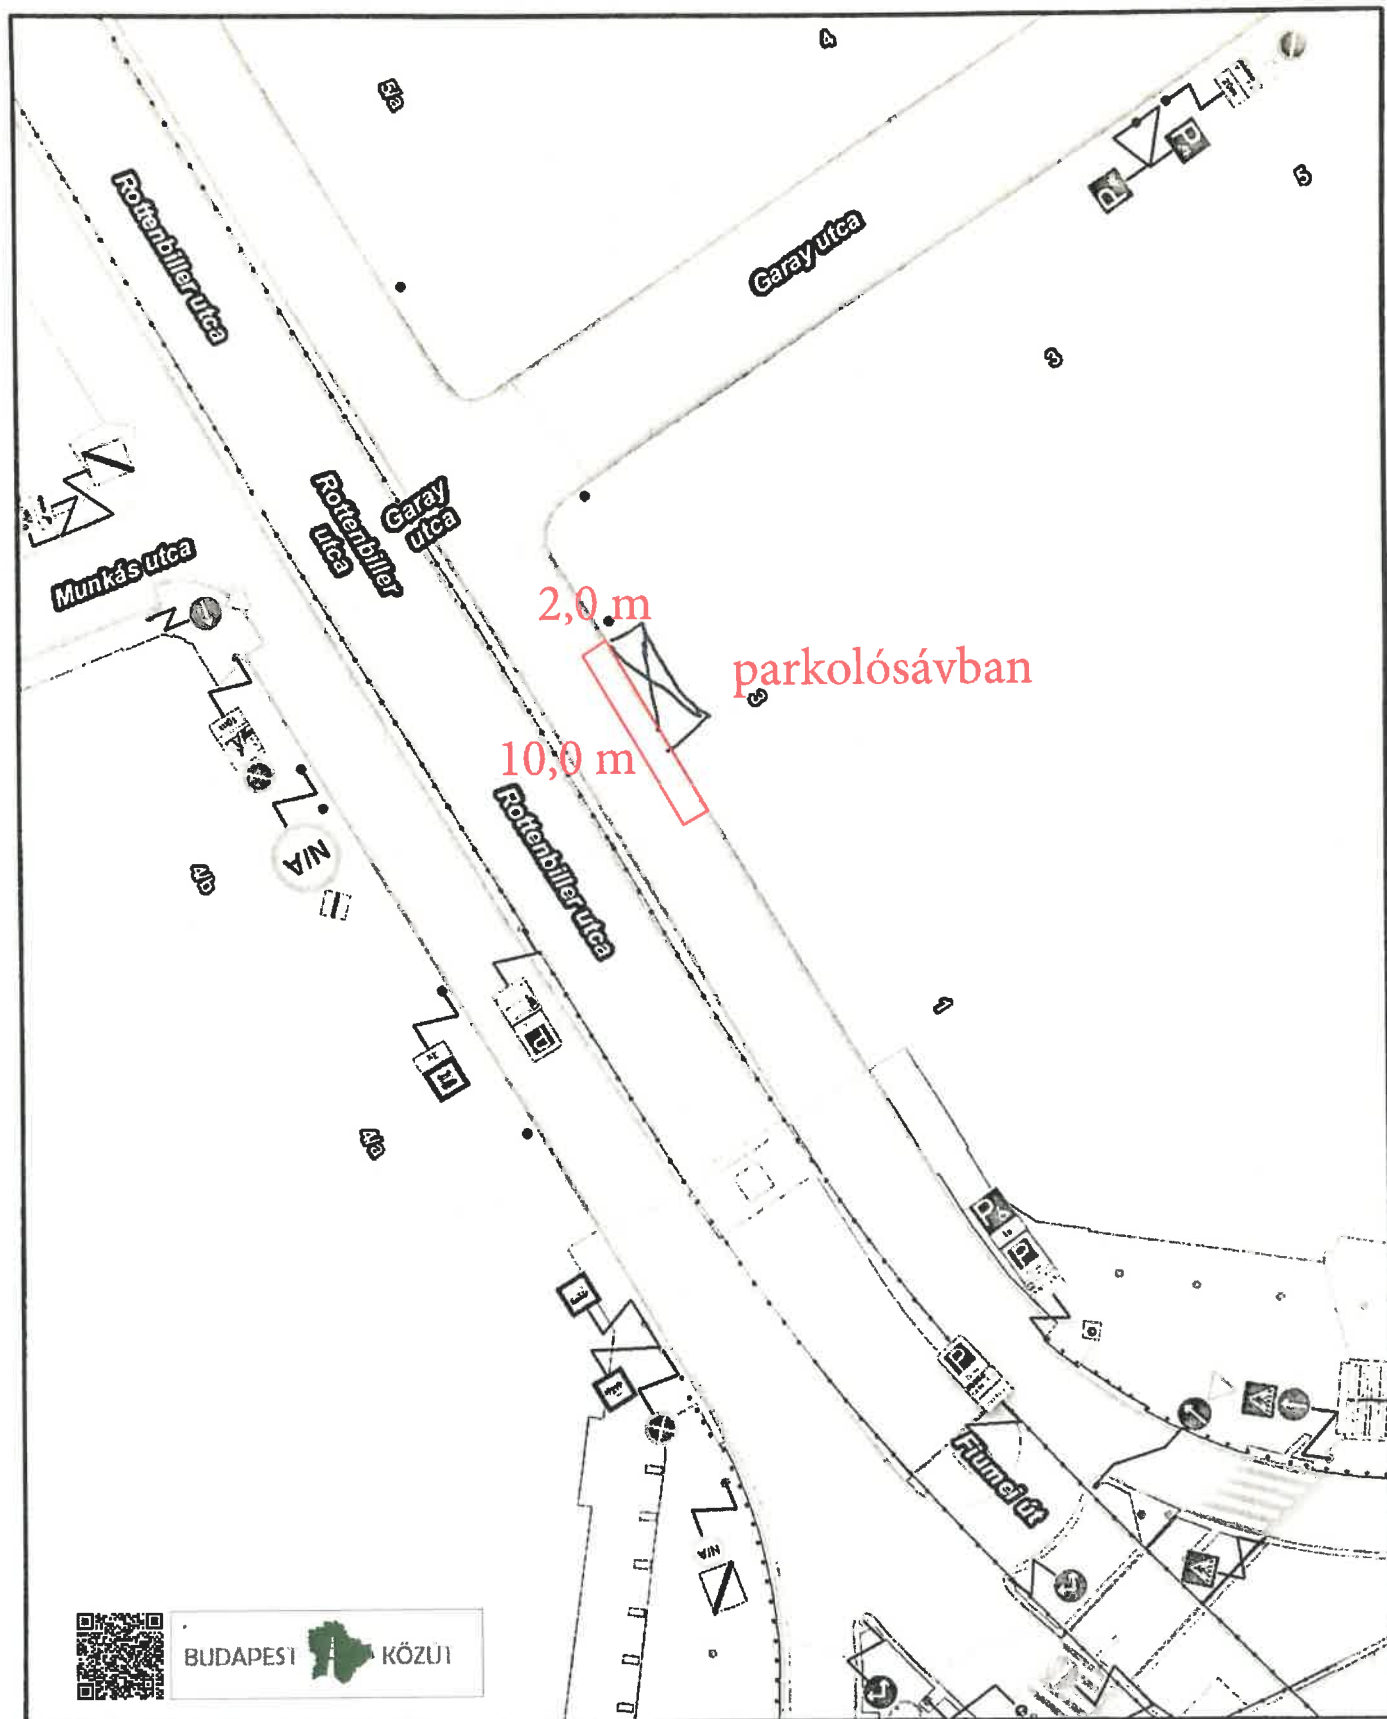 4
5/a
5
Rottenbiller utca
Garay utca
P
P
3
Rottenbiller
utca
Garay
utca
Munkás utca
2,0 m
parkolósávban
3
10,0 m
Rottenbiller utca
N/A
4/b
1
4/a
P
Fiumei út
N/A
BUDAPEST KÖZÚT